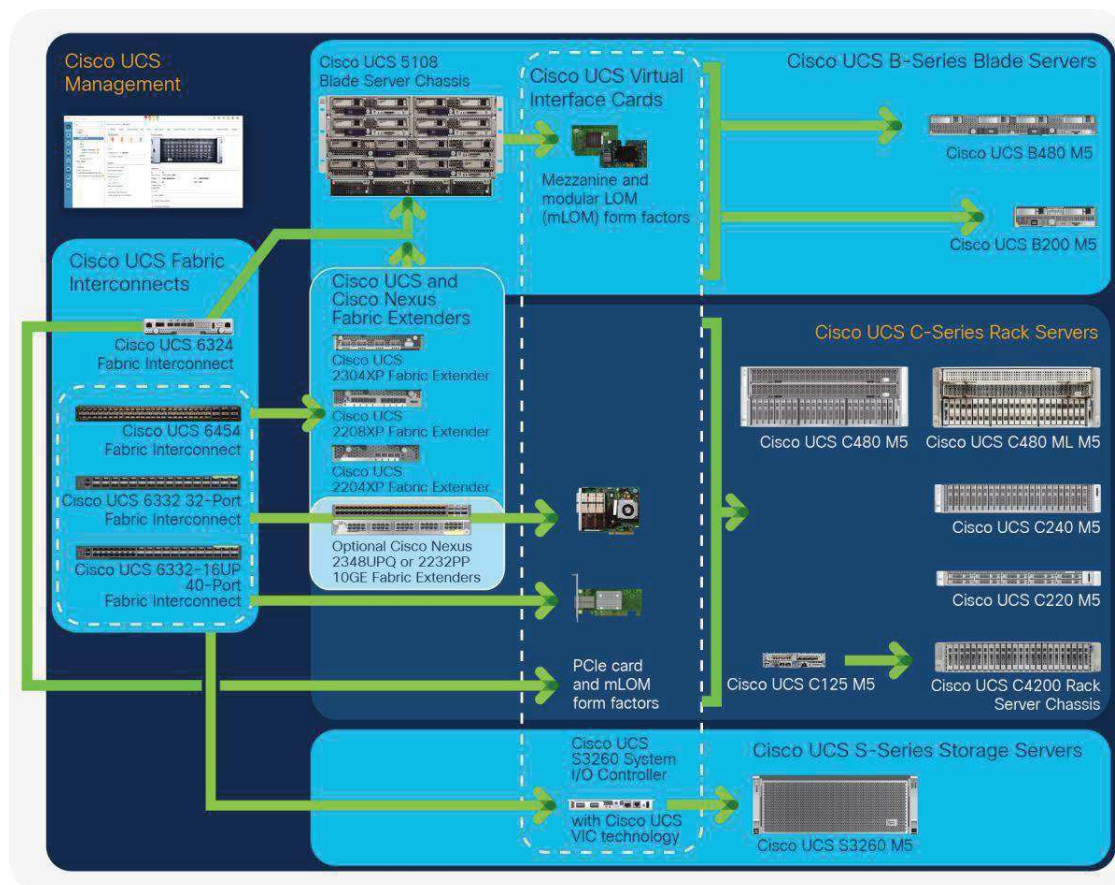 Cisco UCS
Management
Cisco UCS 5108
Blade Server Chassis
Cisco UCS Virtual
Interface Cards
Mezzanine and
modular LOM
(mLOM) form factors
Cisco UCS B-Series Blade Servers
Cisco UCS B480 M5
Cisco UCS B200 M5
Cisco UCS Fabric
Interconnects
Cisco UCS 6324
Fabric Interconnect
Cisco UCS 6454
Fabric Interconnect
Cisco UCS 6332 32-Port
Fabric Interconnect
Cisco UCS 6332-16UP
40-Port
Fabric Interconnect
Cisco UCS and
Cisco Nexus
Fabric Extenders
Cisco UCS
2304XP Fabric Extender
Cisco UCS
2208XP Fabric Extender
Cisco UCS
2204XP Fabric Extender
Optional Cisco Nexus
2348UPQ or 2232PP
10GE Fabric Extenders
PCIe card
and mLOM
form factors
Cisco UCS C-Series Rack Servers
Cisco UCS C480 M5
Cisco UCS C480 ML M5
Cisco UCS C240 M5
Cisco UCS C220 M5
Cisco UCS C125 M5
Cisco UCS C4200 Rack
Server Chassis
Cisco UCS
S3260 System
I/O Controller
with Cisco UCS
VIC technology
Cisco UCS S-Series Storage Servers
Cisco UCS S3260 M5